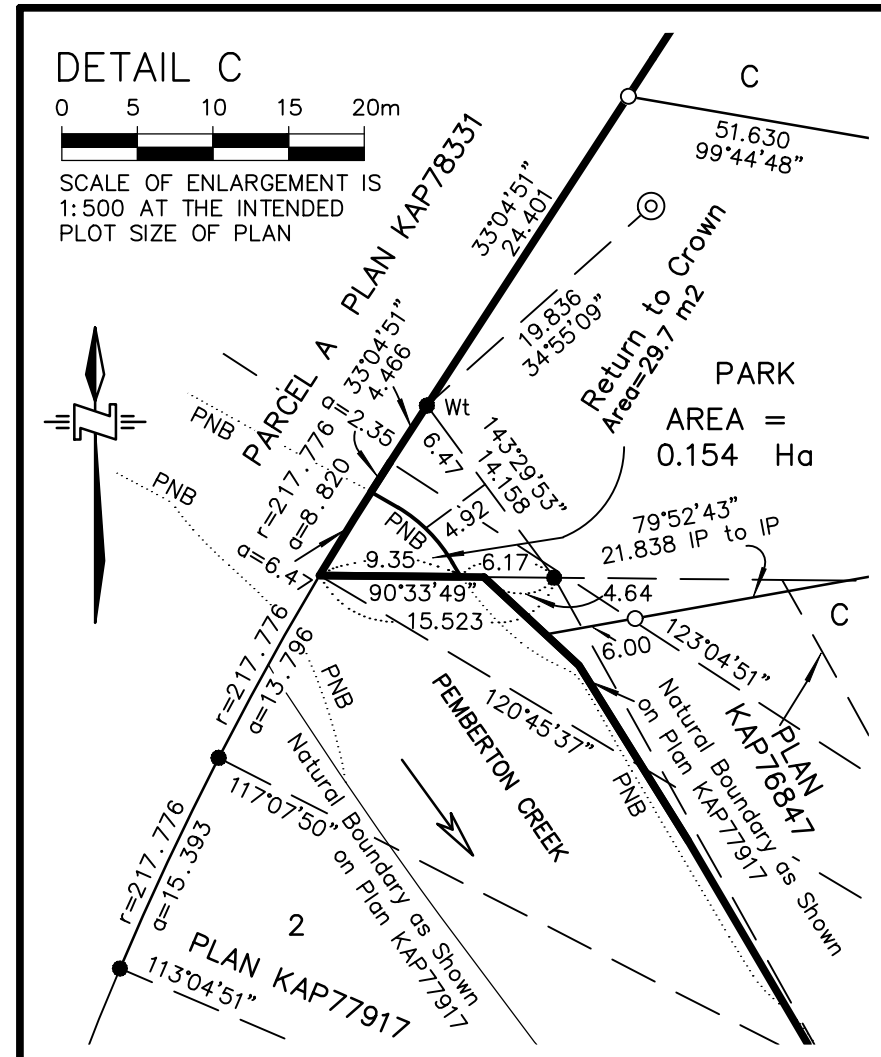 DETAIL C
0 5 10 15 20m
SCALE OF ENLARGEMENT IS
1:500 AT THE INTENDED
PLOT SIZE OF PLAN
C
51.630
99°44'48"
33°04'51"
24.401
PARCEL A PLAN KAP78331
19.836
34°55'09"
Return to Crown
Area=29.7 m2
PARK
AREA =
0.154 Ha
33°04'51"
4.466
a=2.35
Wt
PNB
r=217.776
a=8.820
a=6.47
6.47
143°29'53"
14.158
4.92
PNB
PNB
79°52'43"
21.838 IP to IP
9.35
6.17
90°33'49"
15.523
4.64
C
6.00
123°04'51"
r=217.776
a=13.796
PNB
120°45'37"
PEMBERTON CREEK
PNB
Natural Boundary as Shown
on Plan KAP77917
PLAN
KAP76847
117°07'50"
Natural Boundary as Shown
on Plan KAP77917
r=217.776
a=15.393
2
PLAN KAP77917
113°04'51"